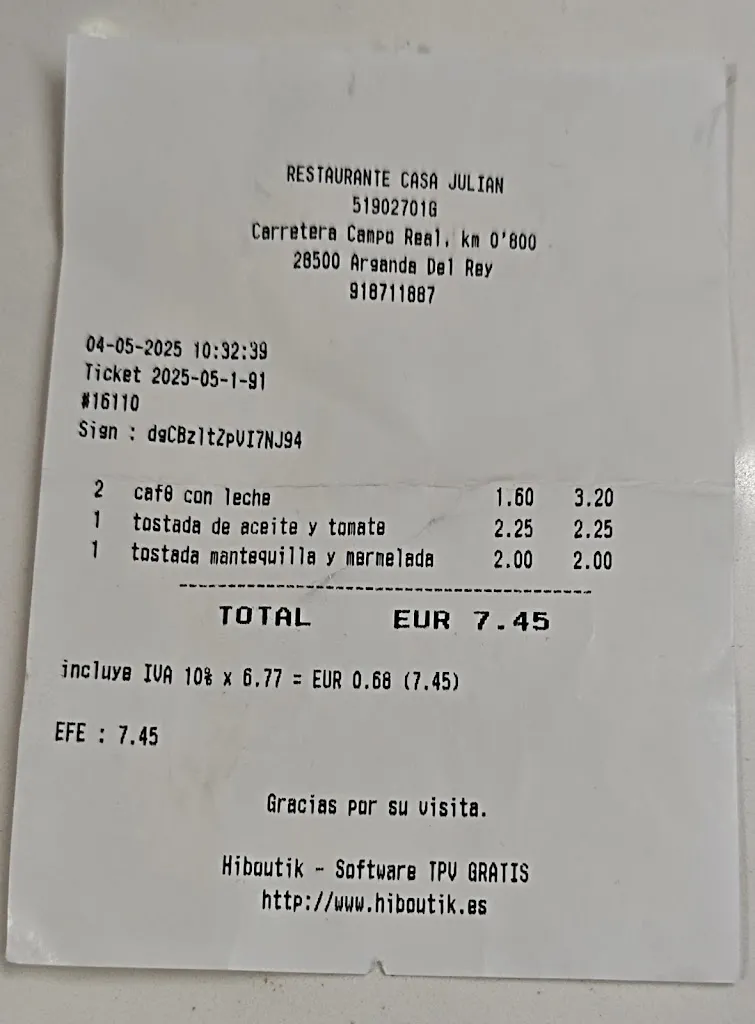 RESTAURANTE CASA JULIAN
51902701G
Carretera Campo Real, km 0'800
28500 Arganda Del Rey
918711887
04-05-2025 10:32:39
Ticket 2025-05-1-91
#16110
Sign : dgCBzltZpVI7NJ94
2 café con leche 1.60 3.20
1 tostada de aceite y tomate 2.25 2.25
1 tostada mantequilla y marmelada 2.00 2.00
TOTAL EUR 7.45
incluye IVA 10% x 6.77 = EUR 0.68 (7.45)
EFE : 7.45
Gracias por su visita.
Hiboutik - Software TPV GRATIS
http://www.hiboutik.es